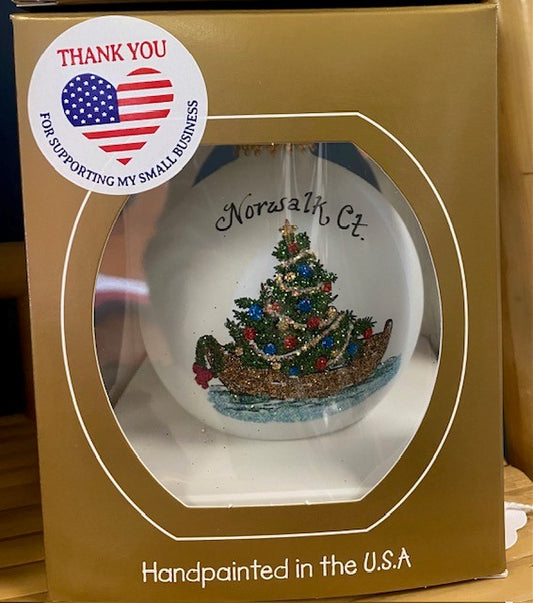 THANK YOU
FOR SUPPORTING MY SMALL BUSINESS
Norwalk Ct.
Handpainted in the U.S.A